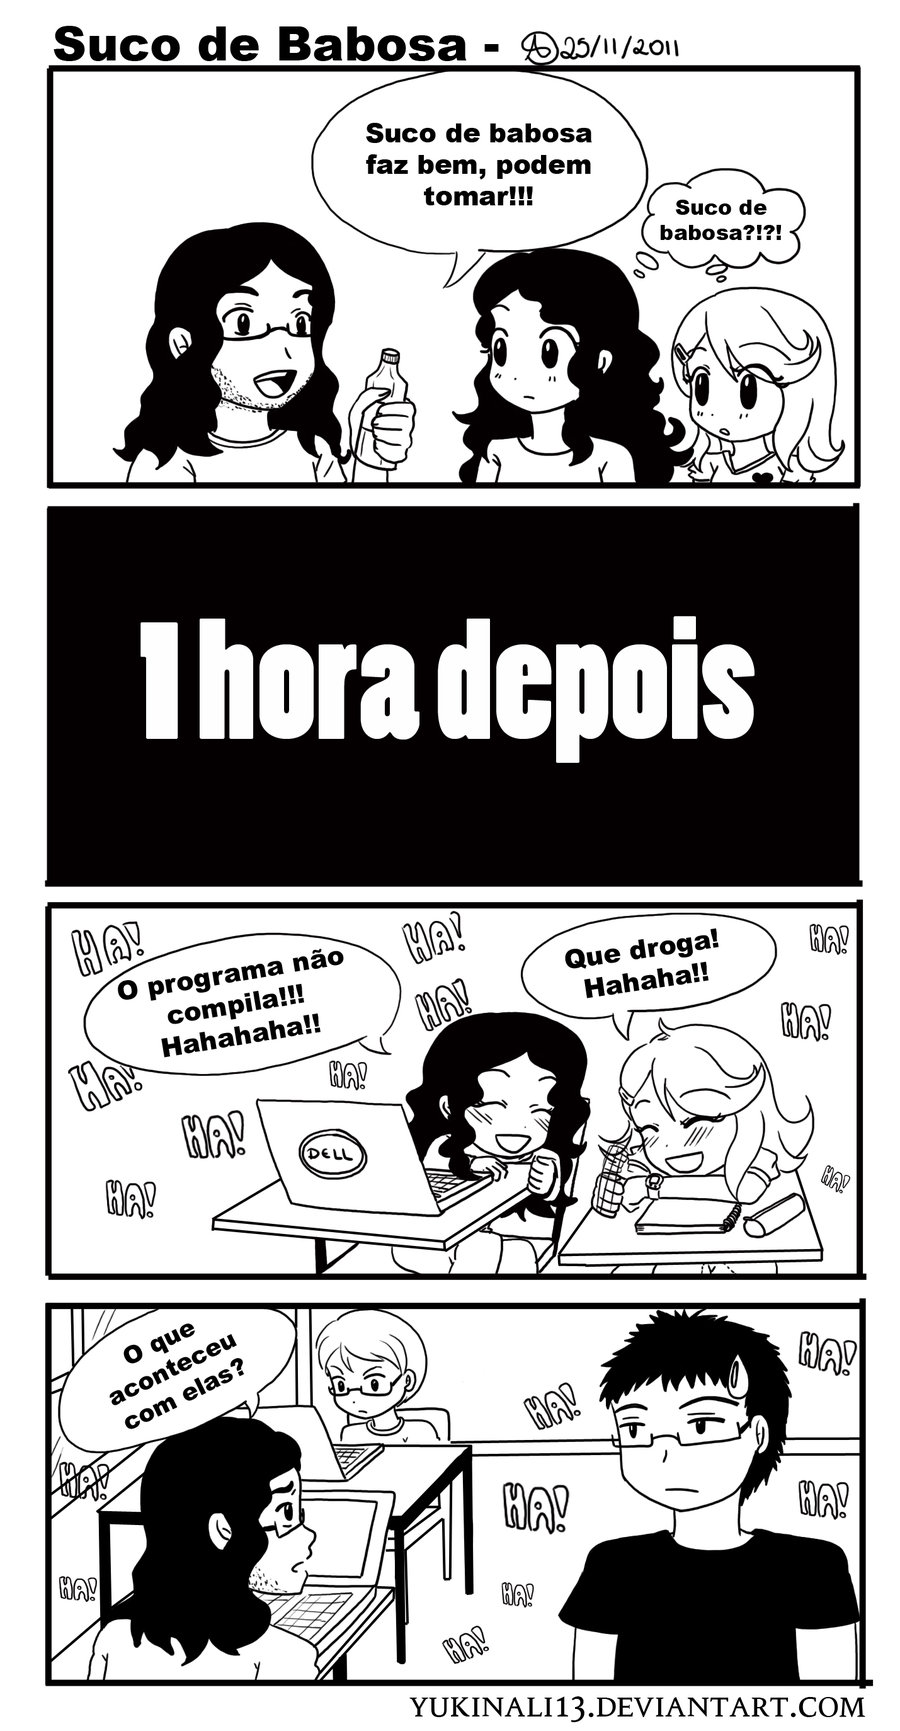 Suco de Babosa - 25/11/2011
Suco de babosa
faz bem, podem
tomar!!!
Suco de
babosa?!?!
1 hora depois
HA!
HA!
HA!
O programa não
compila!!!
Hahahaha!!
Que droga!
Hahaha!!
HA!
HA!
HA!
HA!
HA!
HA!
HA!
DELL
O que
aconteceu
com elas?
HA!
HA!
HA!
HA!
HA!
HA!
HA!
HA!
YUKINALI13.DEVIANTART.COM